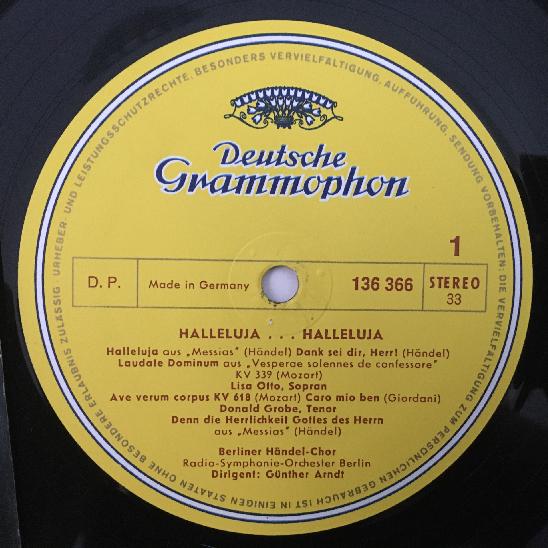 Deutsche
Grammophon
1
D. P.
Made in Germany
136 366
STEREO
33
HALLELUJA . . . HALLELUJA
Halleluja aus „Messias" (Händel) Dank sei dir, Herr! (Händel)
Laudate Dominum aus „Vesperae solennes de confessore"
KV 339 (Mozart)
Lisa Otto, Sopran
Ave verum corpus KV 618 (Mozart) Caro mio ben (Giordani)
Donald Grobe, Tenor
Denn die Herrlichkeit Gottes des Herrn
aus „Messias" (Händel)
Berliner Händel-Chor
Radio-Symphonie-Orchester Berlin
Dirigent: Günther Arndt
URHEBER- UND LEISTUNGSSCHUTZRECHTE, BESONDERS VERVIELFÄLTIGUNG, AUFFÜHRUNG, SENDUNG VORBEHALTEN: DIE VERVIELFÄLTIGUNG ZUM PERSÖNLICHEN GEBRAUCH IST IN EINIGEN STAATEN OHNE BESONDERE ERLAUBNIS ZULÄSSIG ·